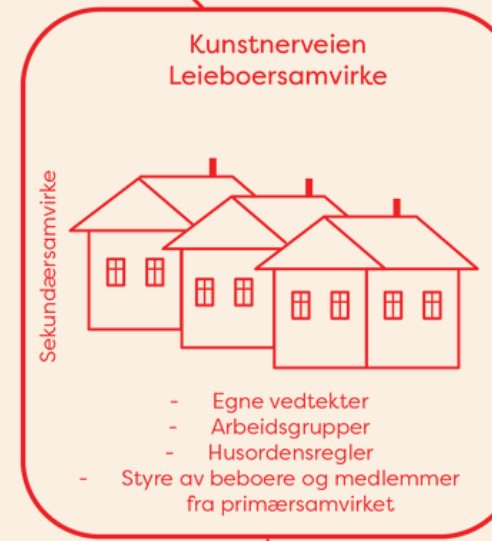 Kunstnerveien
Leieboersamvirke
Sekundærsamvirke
- Egne vedtekter
- Arbeidsgrupper
- Husordensregler
- Styre av beboere og medlemmer
fra primærsamvirket